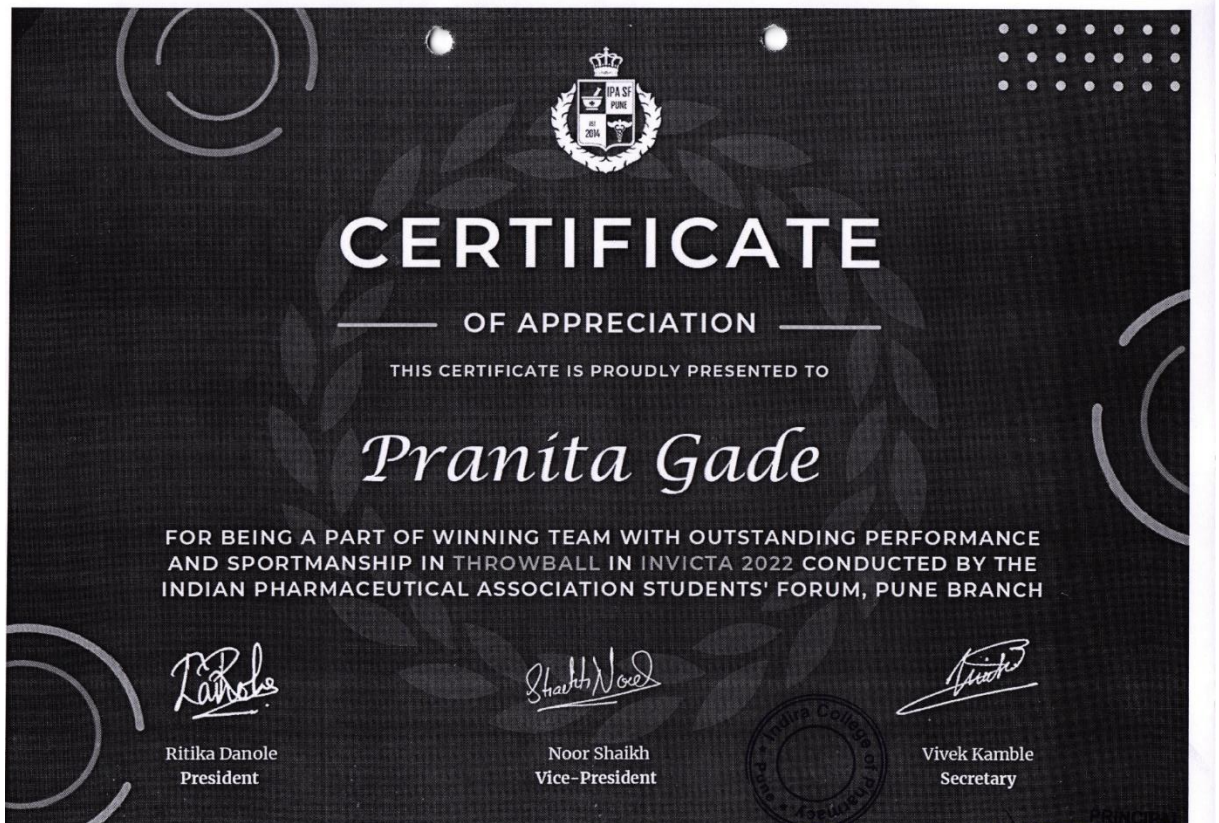 IPA SF
PUNE
2014
CERTIFICATE
OF APPRECIATION
THIS CERTIFICATE IS PROUDLY PRESENTED TO
Pranita Gade
FOR BEING A PART OF WINNING TEAM WITH OUTSTANDING PERFORMANCE
AND SPORTMANSHIP IN THROWBALL IN INVICTA 2022 CONDUCTED BY THE
INDIAN PHARMACEUTICAL ASSOCIATION STUDENTS' FORUM, PUNE BRANCH
Ritika Danole
President
Noor Shaikh
Vice-President
Indira College of Pharmacy
Pune
Vivek Kamble
Secretary